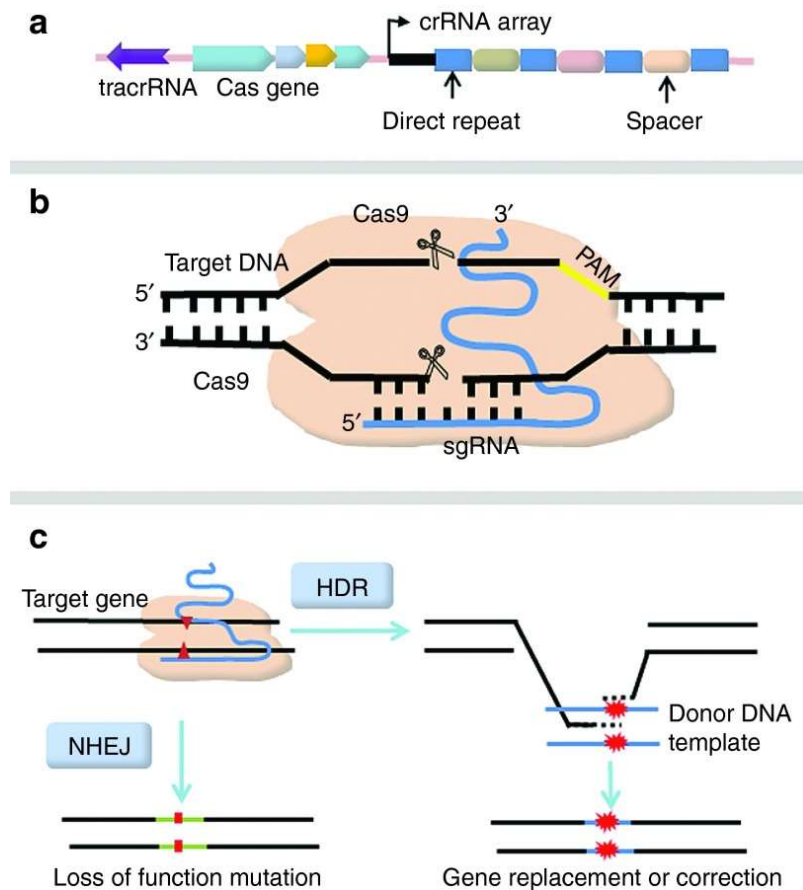 a
crRNA array
tracrRNA
Cas gene
Direct repeat
Spacer
b
Cas9
3′
Target DNA
PAM
5′
3′
Cas9
5′
sgRNA
c
Target gene
HDR
NHEJ
Donor DNA
template
Loss of function mutation
Gene replacement or correction